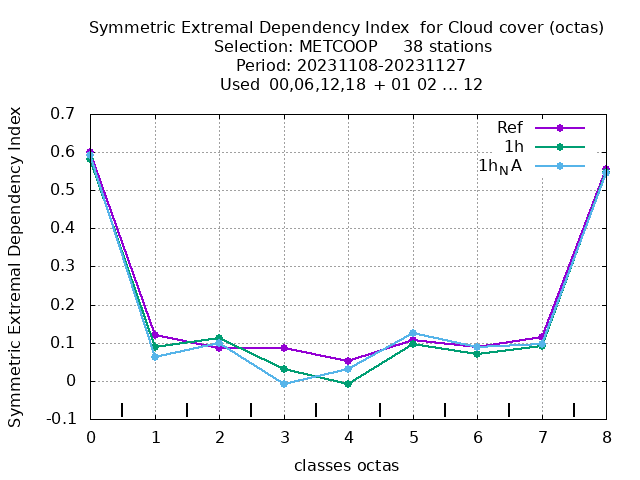 Symmetric Extremal Dependency Index for Cloud cover (octas)
Selection: METCOOP 38 stations
Period: 20231108-20231127
Used 00,06,12,18 + 01 02 ... 12
Symmetric Extremal Dependency Index
0.7
0.6
0.5
0.4
0.3
0.2
0.1
0
-0.1
Ref
1h
1h_NA
0 1 2 3 4 5 6 7 8
classes octas